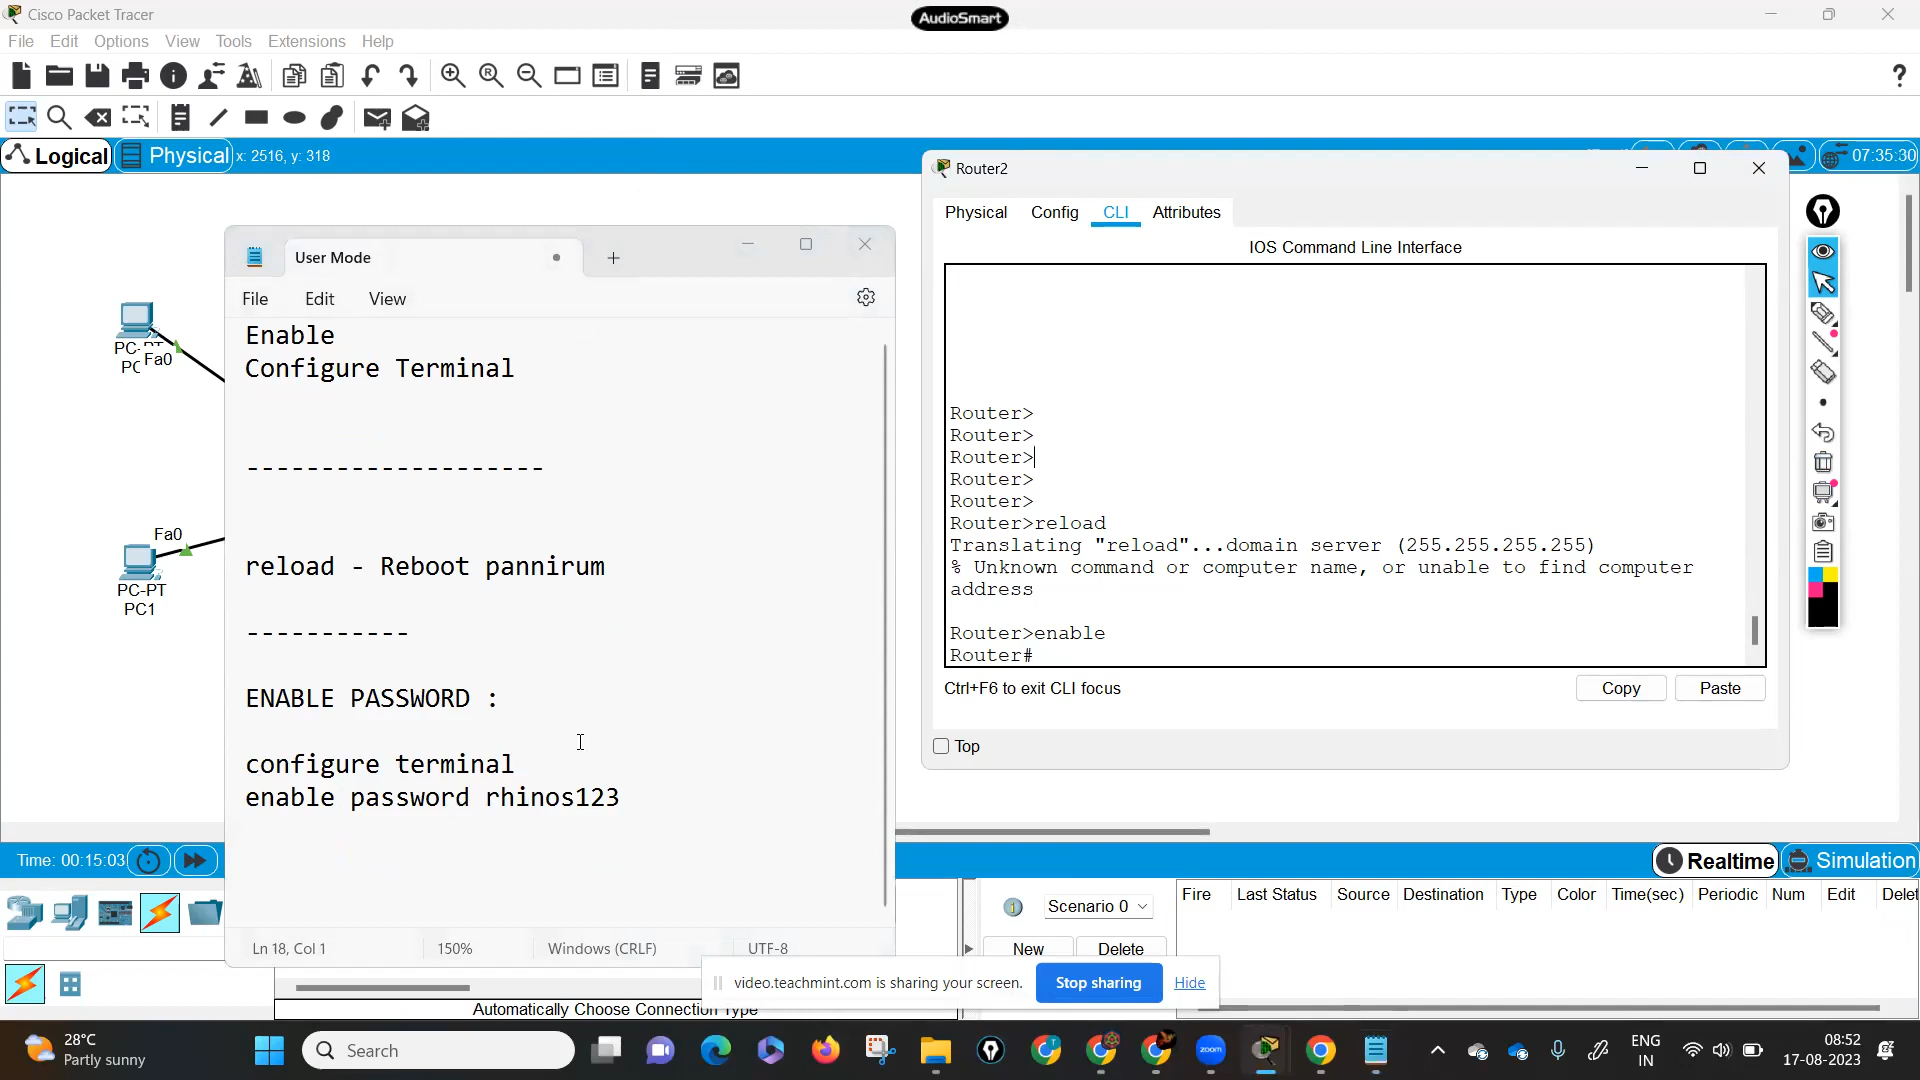 Cisco Packet Tracer
AudioSmart
File Edit Options View Tools Extensions Help
?
Logical Physical x: 2516, y: 318
07:35:30
PC-PT
PC
Fa0
Fa0
PC-PT
PC1
User Mode
File Edit View
Enable
Configure Terminal
--------------------
reload - Reboot pannirum
-----------
ENABLE PASSWORD :
configure terminal
enable password rhinos123
Ln 18, Col 1 150% Windows (CRLF) UTF-8
Router2
Physical Config CLI Attributes
IOS Command Line Interface
Router>
Router>
Router>
Router>
Router>
Router>reload
Translating "reload"...domain server (255.255.255.255)
% Unknown command or computer name, or unable to find computer
address
Router>enable
Router#
Ctrl+F6 to exit CLI focus
Copy Paste
Top
Time: 00:15:03
Realtime Simulation
Scenario 0
New Delete
Fire Last Status Source Destination Type Color Time(sec) Periodic Num Edit Delet
video.teachmint.com is sharing your screen. Stop sharing Hide
Automatically Choose Connection Type
28°C
Partly sunny
Search
zoom
ENG
IN
08:52
17-08-2023